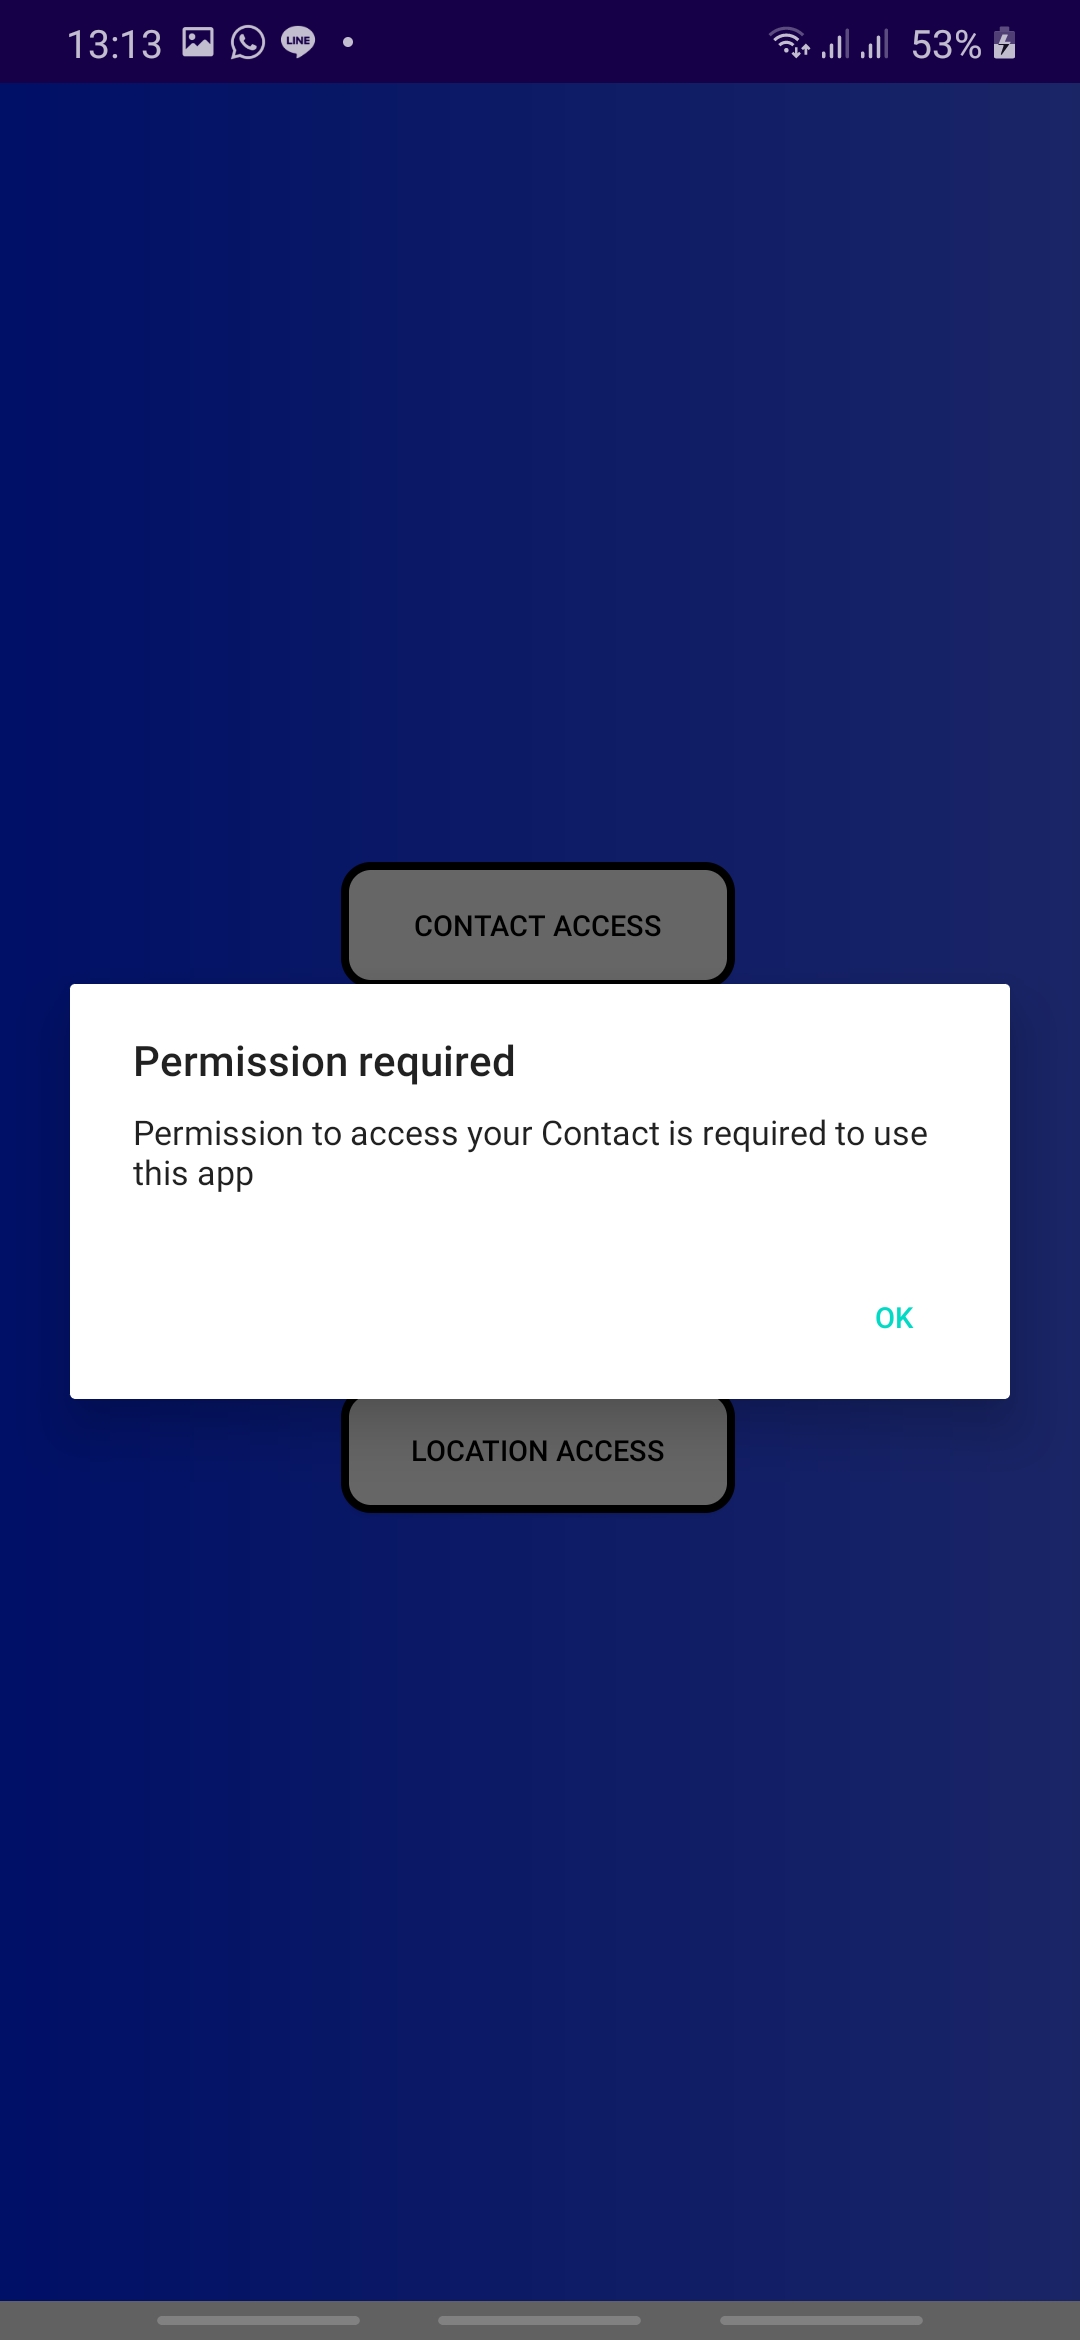 13:13 LINE 53%
CONTACT ACCESS
Permission required
Permission to access your Contact is required to use
this app
OK
LOCATION ACCESS